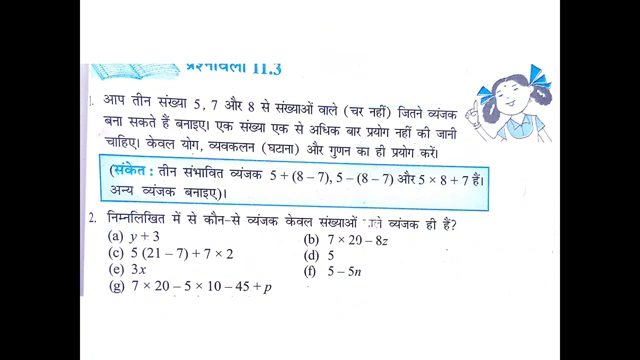 प्रश्नावली 11.3
1. आप तीन संख्या 5, 7 और 8 से संख्याओं वाले (चर नहीं) जितने व्यंजक
बना सकते हैं बनाइए। एक संख्या एक से अधिक बार प्रयोग नहीं की जानी
चाहिए। केवल योग, व्यवकलन (घटाना) और गुणन का ही प्रयोग करें।
(संकेत : तीन संभावित व्यंजक 5 + (8 – 7), 5 – (8 – 7) और 5 × 8 + 7 हैं।
अन्य व्यंजक बनाइए)।
2. निम्नलिखित में से कौन-से व्यंजक केवल संख्याओं वाले व्यंजक ही हैं?
(a) y + 3 (b) 7 × 20 – 8z
(c) 5 (21 – 7) + 7 × 2 (d) 5
(e) 3x (f) 5 – 5n
(g) 7 × 20 – 5 × 10 – 45 + p